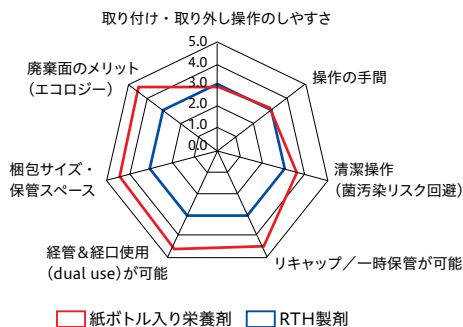 取り付け・取り外し操作のしやすさ
5.0
4.0
3.0
2.0
1.0
0.0
操作の手間
清潔操作
（菌汚染リスク回避）
リキャップ／一時保管が可能
経管＆経口使用
（dual use）が可能
梱包サイズ・
保管スペース
廃棄面のメリット
（エコロジー）
紙ボトル入り栄養剤 RTH製剤